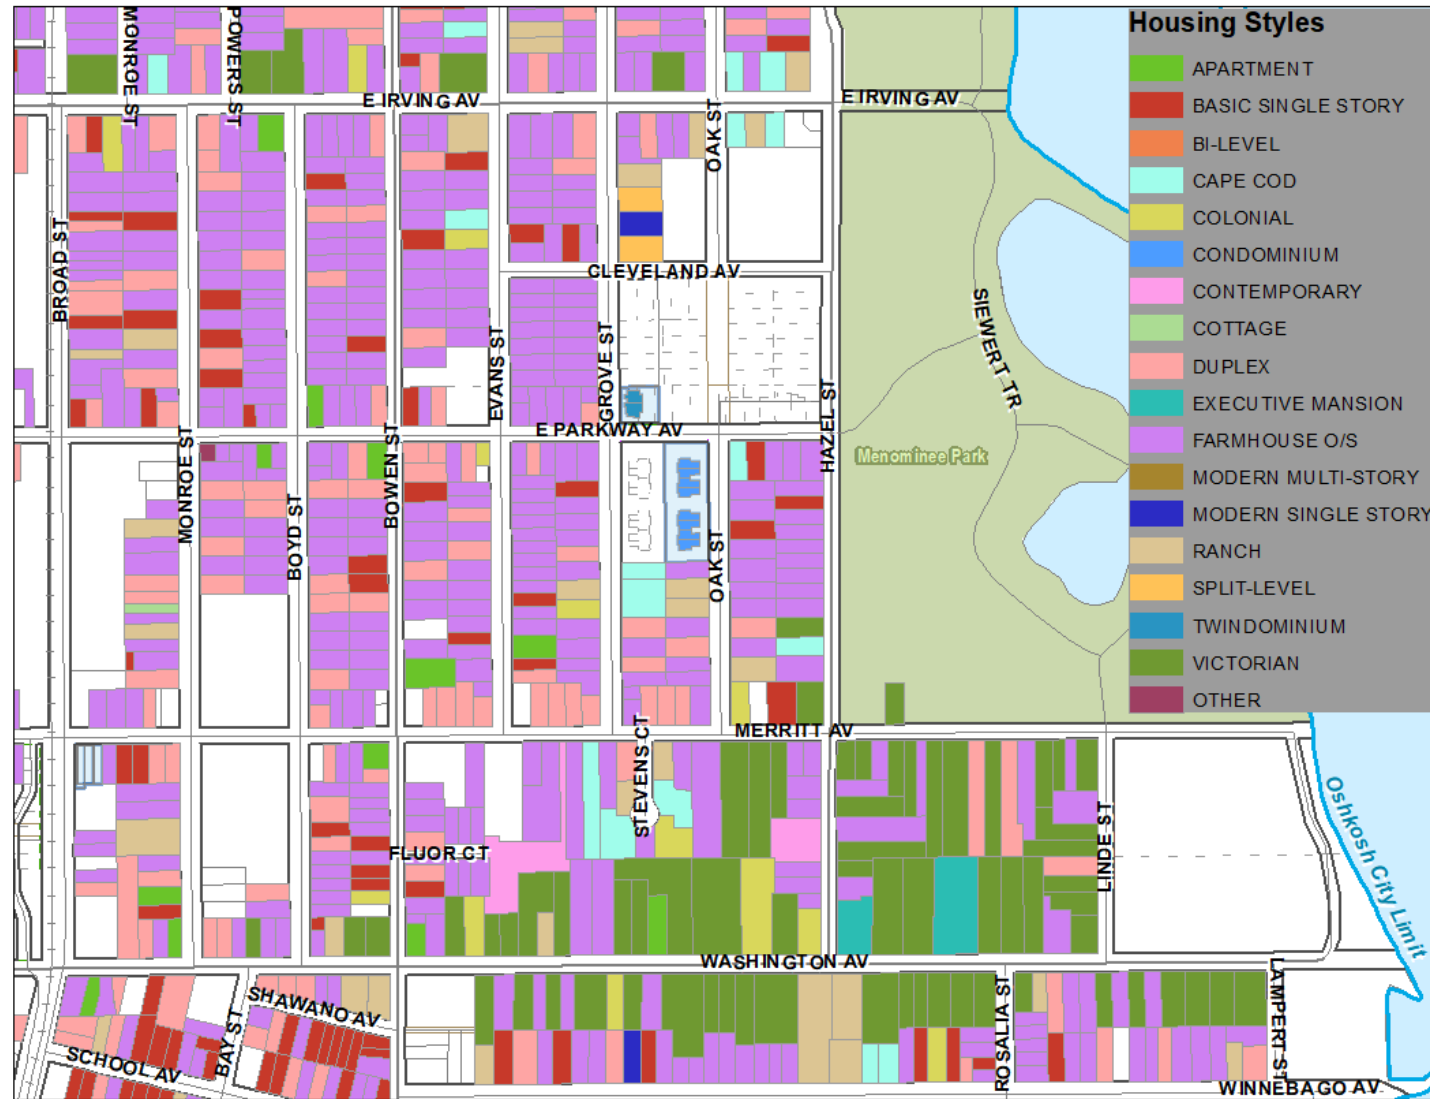 Housing Styles
APARTMENT
BASIC SINGLE STORY
BI-LEVEL
CAPE COD
COLONIAL
CONDOMINIUM
CONTEMPORARY
COTTAGE
DUPLEX
EXECUTIVE MANSION
FARMHOUSE O/S
MODERN MULTI-STORY
MODERN SINGLE STORY
RANCH
SPLIT-LEVEL
TWINDOMINIUM
VICTORIAN
OTHER
MONROE ST
POWERS ST
E IRVING AV
E IRVING AV
OAK ST
BROAD ST
CLEVELAND AV
SIEWERT TR
EVANS ST
GROVE ST
HAZEL ST
E PARKWAY AV
MONROE ST
BOWEN ST
Menominee Park
BOYD ST
OAK ST
MERRITT AV
STEVENS CT
FLUOR CT
LINDE ST
Oshkosh City Limit
WASHINGTON AV
SHAWANO AV
BAY ST
SCHOOL AV
ROSALIA ST
LAMPERT ST
WINNEBAGO AV